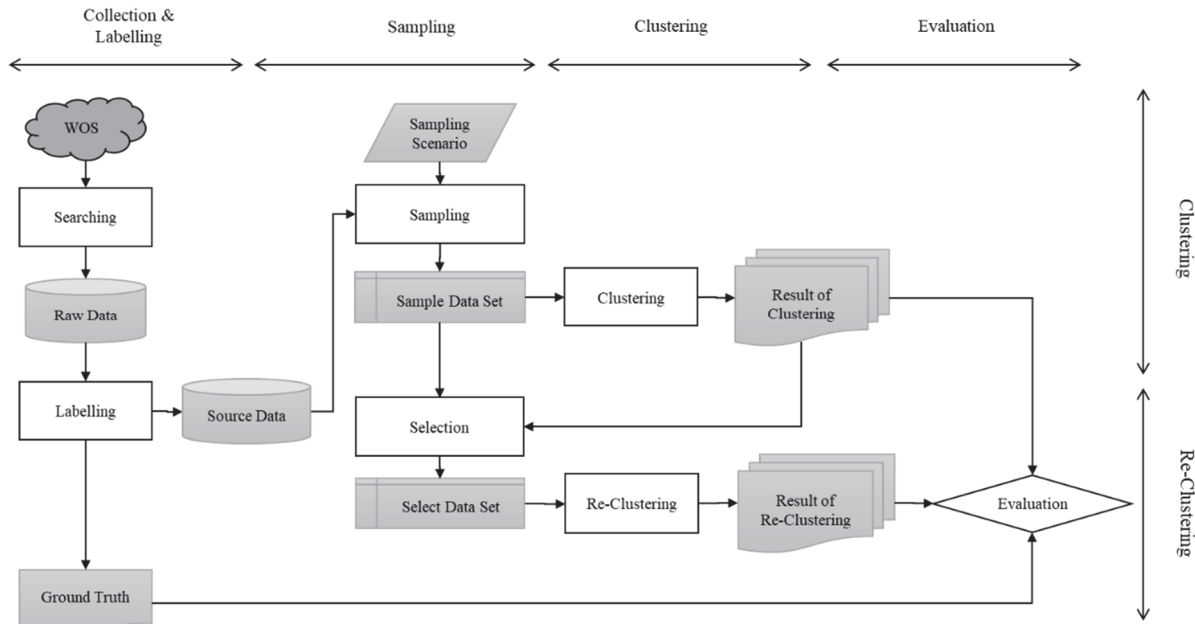 Collection &
Labelling
Sampling
Clustering
Evaluation
WOS
Searching
Raw Data
Labelling
Source Data
Ground Truth
Sampling
Scenario
Sampling
Sample Data Set
Selection
Select Data Set
Clustering
Result of
Clustering
Re-Clustering
Result of
Re-Clustering
Evaluation
Clustering
Re-Clustering